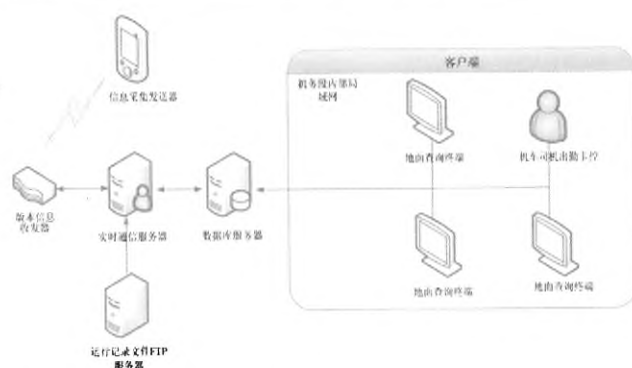 客户端
机务段内部局
域网
信息采集发送器
地面查询终端
机车司机出勤卡控
版本信息
收发器
实时通信服务器
数据库服务器
地面查询终端
地面查询终端
运行记录文件FTP
服务器